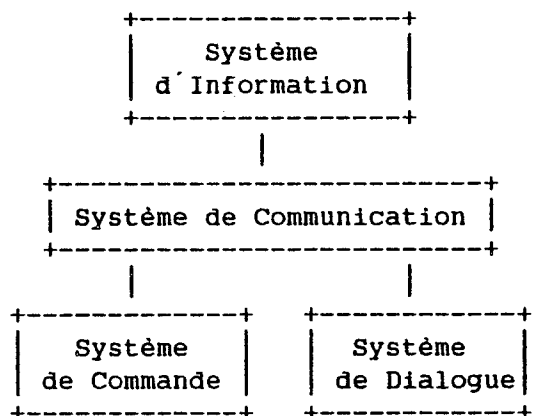 Système
d'Information
Système de Communication
Système
de Commande
Système
de Dialogue